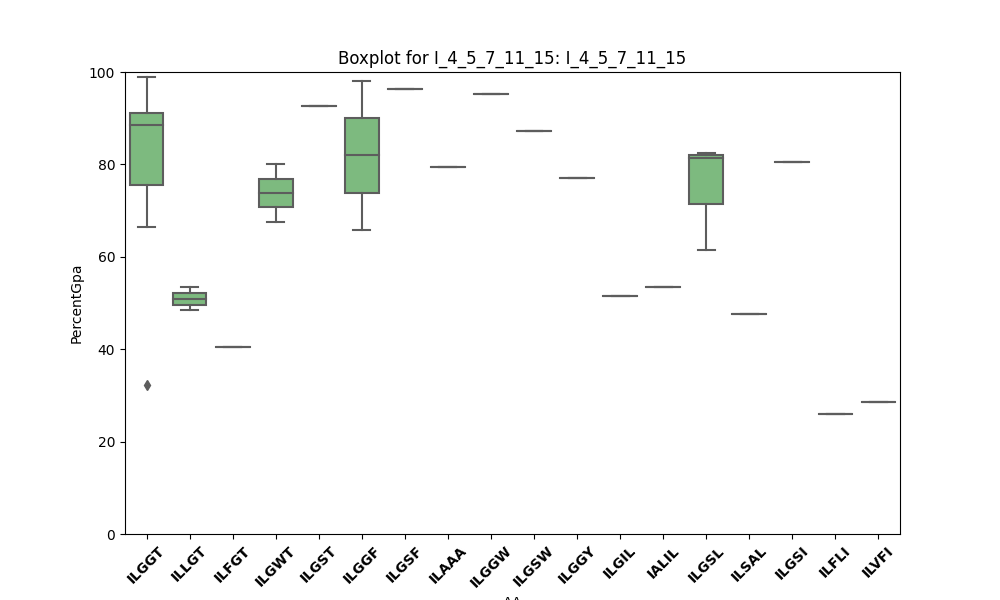 Boxplot for I_4_5_7_11_15: I_4_5_7_11_15
100
80
60
40
20
0
PercentGpa
ILGGT
ILLGT
ILFGT
ILGWT
ILGST
ILGGF
ILGSF
ILAAA
ILGGW
ILGSW
ILGGY
ILGIL
IALIL
ILGSL
ILSAL
ILGSI
ILFLI
ILVFI